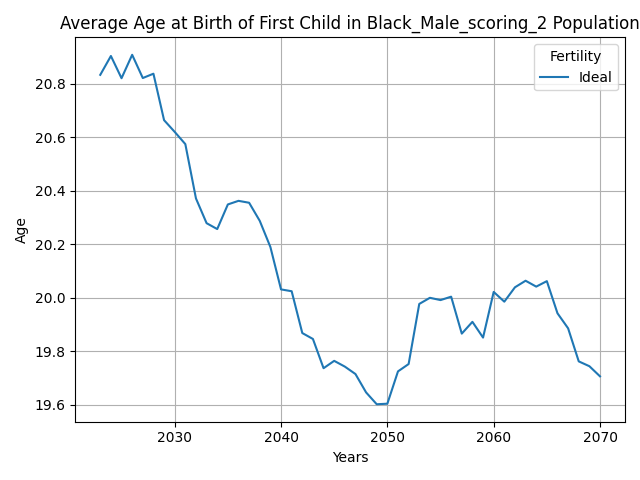 Average Age at Birth of First Child in Black_Male_scoring_2 Population
Fertility
Ideal
20.8
20.6
20.4
20.2
20.0
19.8
19.6
Age
2030
2040
2050
2060
2070
Years